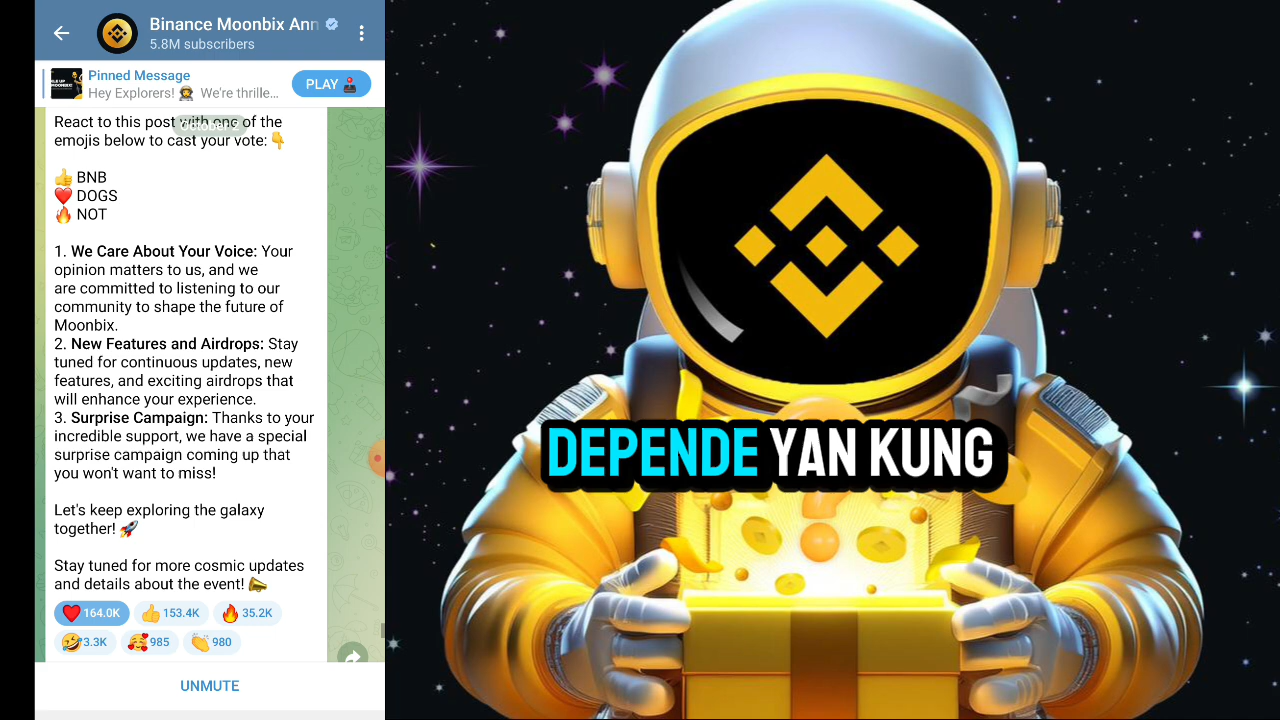 Binance Moonbix Ann
5.8M subscribers
Pinned Message
Hey Explorers! 👩‍🚀 We're thrille...
PLAY 🕹️
React to this post with one of the
October 2
emojis below to cast your vote: 👇
👍 BNB
❤️ DOGS
🔥 NOT
1. We Care About Your Voice: Your
opinion matters to us, and we
are committed to listening to our
community to shape the future of
Moonbix.
2. New Features and Airdrops: Stay
tuned for continuous updates, new
features, and exciting airdrops that
will enhance your experience.
3. Surprise Campaign: Thanks to your
incredible support, we have a special
surprise campaign coming up that
you won't want to miss!
Let's keep exploring the galaxy
together! 🚀
Stay tuned for more cosmic updates
and details about the event! 📣
❤️ 164.0K 👍 153.4K 🔥 35.2K
🤣 3.3K 🥰 985 👏 980
UNMUTE
DEPENDE YAN KUNG